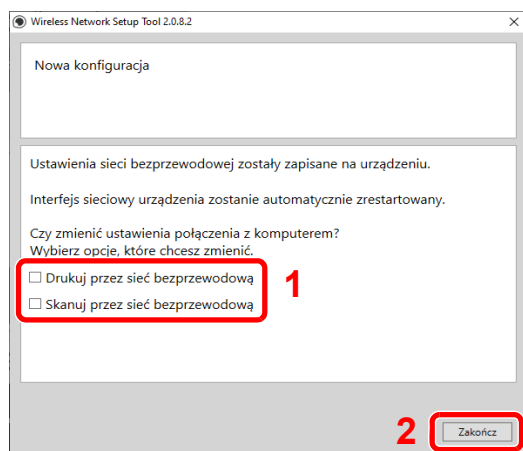 Wireless Network Setup Tool 2.0.8.2
Nowa konfiguracja
Ustawienia sieci bezprzewodowej zostały zapisane na urządzeniu.
Interfejs sieciowy urządzenia zostanie automatycznie zrestartowany.
Czy zmienić ustawienia połączenia z komputerem?
Wybierz opcje, które chcesz zmienić.
Drukuj przez sieć bezprzewodową
1
Skanuj przez sieć bezprzewodową
2
Zakończ